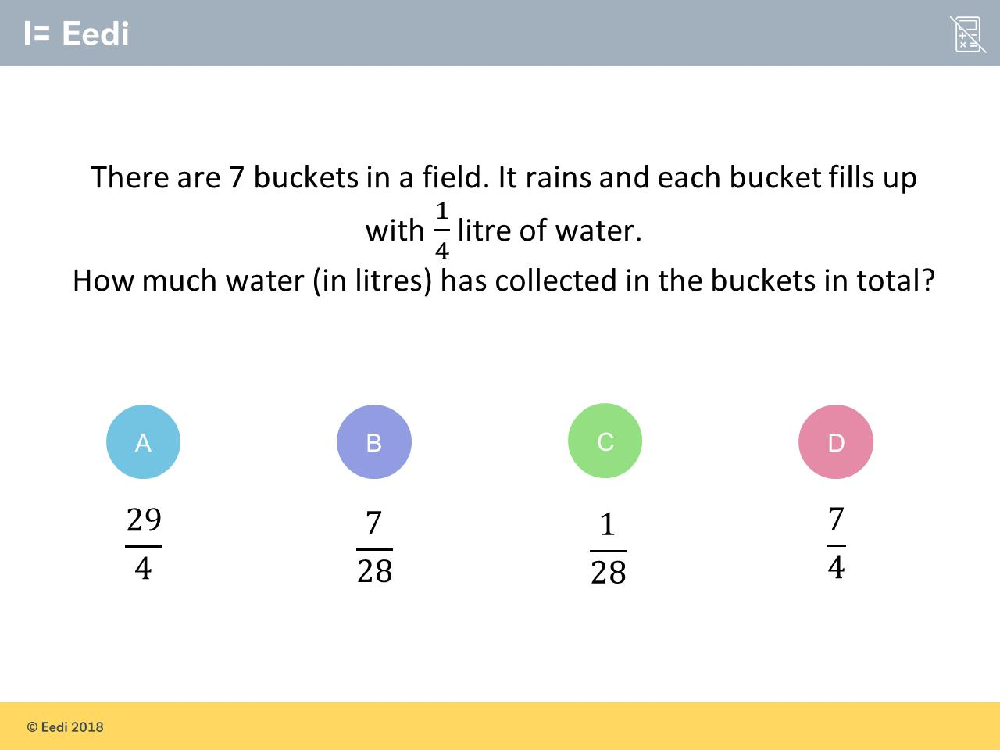 Eedi
There are 7 buckets in a field. It rains and each bucket fills up
with 1/4 litre of water.
How much water (in litres) has collected in the buckets in total?
A B C D
29/4 7/28 1/28 7/4
© Eedi 2018